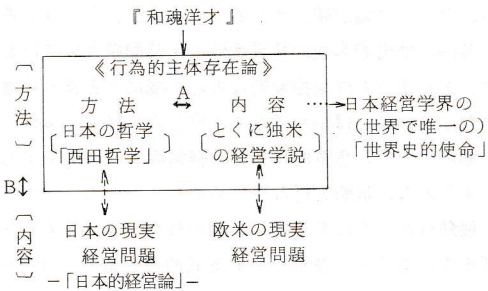 『和魂洋才』
《行為的主体存在論》
A
方法 ↔ 内容
〔方法〕
〔日本の哲学「西田哲学」〕
〔とくに独米の経営学説〕
日本経営学界の
(世界で唯一の)
「世界史的使命」
B
〔内容〕
日本の現実
経営問題
−「日本的経営論」−
欧米の現実
経営問題